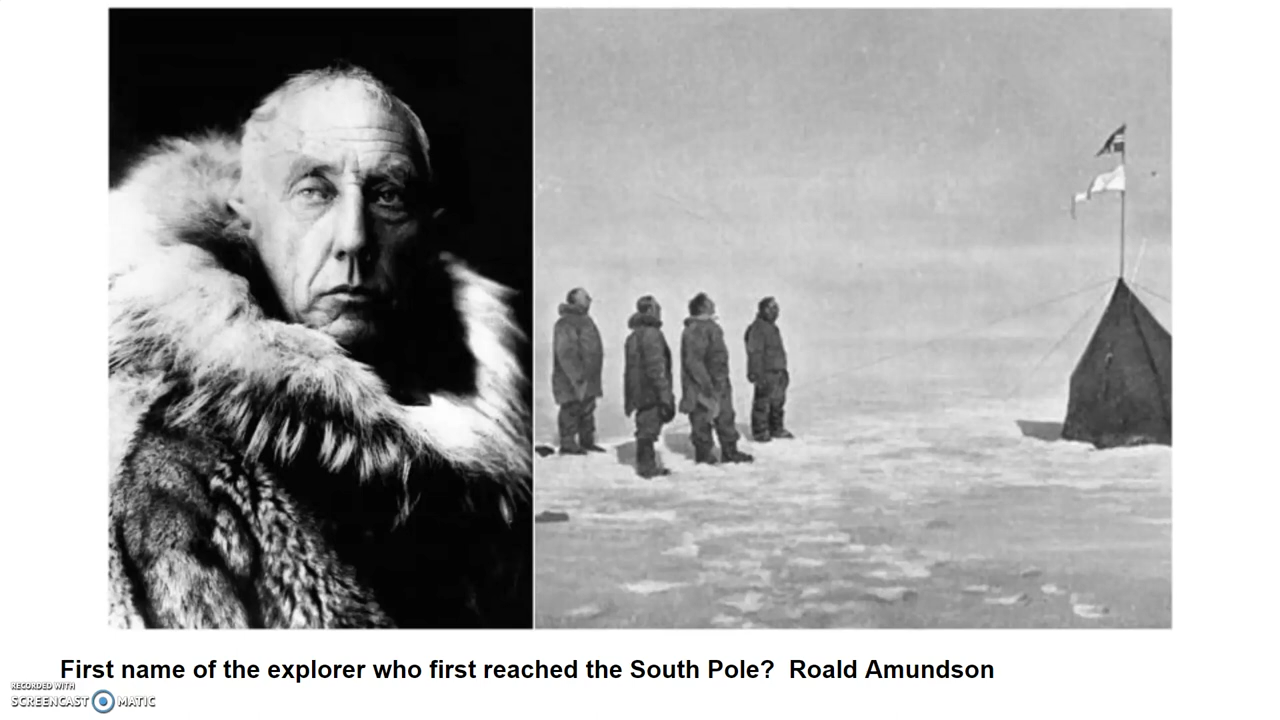 First name of the explorer who first reached the South Pole?  Roald Amundson
RECORDED WITH
SCREENCAST MATIC